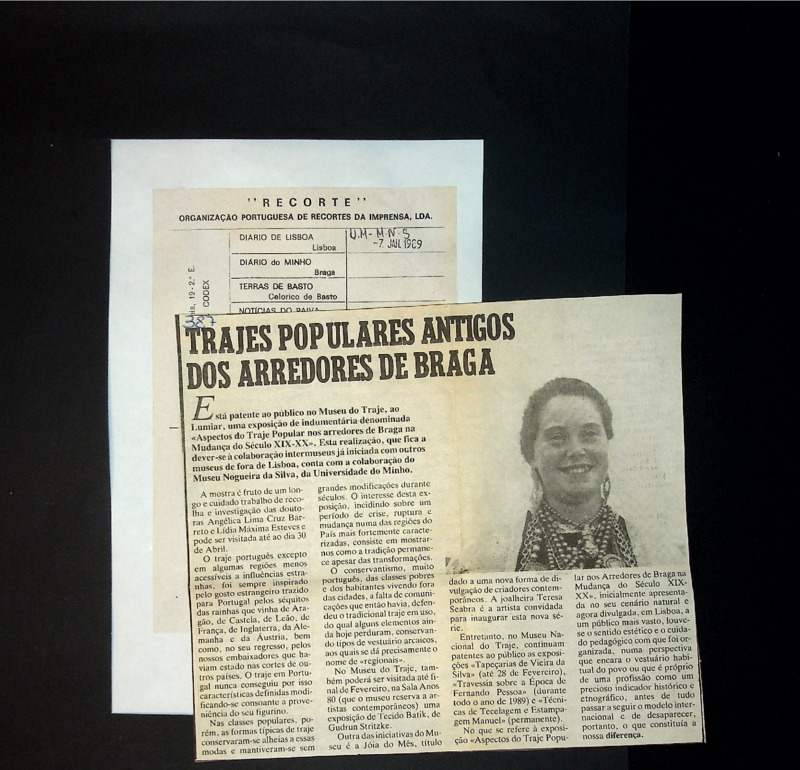 "RECORTE"
ORGANIZAÇÃO PORTUGUESA DE RECORTES DA IMPRENSA, LDA.
DIÁRIO DE LISBOA
Lisboa
U.M- M.N.S
-7 JAN. 1989
DIÁRIO do MINHO
Braga
TERRAS DE BASTO
Celorico de Basto
NOTÍCIAS DO PAIVA
19-2.º E.
CODEX
387
TRAJES POPULARES ANTIGOS
DOS ARREDORES DE BRAGA
Está patente ao público no Museu do Traje, ao
Lumiar, uma exposição de indumentária denominada
«Aspectos do Traje Popular nos arredores de Braga na
Mudança do Século XIX-XX». Esta realização, que fica a
dever-se à colaboração intermuseus já iniciada com outros
museus de fora de Lisboa, conta com a colaboração do
Museu Nogueira da Silva, da Universidade do Minho.
A mostra é fruto de um lon-
go e cuidado trabalho de reco-
lha e investigação das douto-
ras Angélica Lima Cruz Bar-
reto e Lídia Máxima Esteves e
pode ser visitada até ao dia 30
de Abril.
O traje português excepto
em algumas regiões menos
acessíveis a influências estra-
nhas, foi sempre inspirado
pelo gosto estrangeiro trazido
para Portugal pelos séquitos
das rainhas que vinha de Ara-
gão, de Castela, de Leão, de
França, de Inglaterra, da Ale-
manha e da Áustria, bem
como, no seu regresso, pelos
nossos embaixadores que ha-
viam estado nas cortes de ou-
tros países. O traje em Por-
tugal nunca conseguiu por isso
características definidas modi-
ficando-se consoante a prove-
niência do seu figurino.
Nas classes populares, po-
rém, as formas típicas de traje
conservaram-se alheias a essas
modas e mantiveram-se sem
grandes modificações durante
séculos. O interesse desta ex-
posição, incidindo sobre um
período de crise, ruptura e
mudança numa das regiões do
País mais fortemente caracte-
rizadas, consiste em mostrar-
nos como a tradição permane-
ce apesar das transformações.
O conservantismo, muito
português, das classes pobres
e dos habitantes vivendo fora
das cidades, a falta de comuni-
cações que então havia, defen-
deu o tradicional traje em uso,
do qual alguns elementos ain-
da hoje perduram, conservan-
do tipos de vestuário arcaicos,
aos quais se dá precisamente o
nome de «regionais».
No Museu do Traje, tam-
bém poderá ser visitada até fi-
nal de Fevereiro, na Sala Anos
80 (que o museu reserva a ar-
tistas contemporâneos) uma
exposição de Tecido Batik, de
Gudrun Stritzke.
Outra das iniciativas do Mu-
seu é a Jóia do Mês, título
dado a uma nova forma de di-
vulgação de criadores contem-
porâneos. A joalheira Teresa
Seabra é a artista convidada
para inaugurar esta nova sé-
rie.
Entretanto, no Museu Na-
cional do Traje, continuam
patentes ao público as exposi-
ções «Tapeçarias de Vieira da
Silva» (até 28 de Fevereiro),
«Travessia sobre a Época de
Fernando Pessoa» (durante
todo o ano de 1989) e «Técni-
cas de Tecelagem e Estampa-
gem Manuel» (permanente).
No que se refere à expo-
sição «Aspectos do Traje Popu-
lar nos Arredores de Braga na
Mudança do Século XIX-
XX», inicialmente apresenta-
da no seu cenário natural e
agora divulgada, em Lisboa, a
um público mais vasto, louve-
se o sentido estético e o cuida-
do pedagógico com que foi or-
ganizada, numa perspectiva
que encara o vestuário habi-
tual do povo ou que é próprio
de uma profissão como um
precioso indicador histórico e
etnográfico, antes de tudo
passar a seguir o modelo inter-
nacional e de desaparecer,
portanto, o que constituía a
nossa diferença.